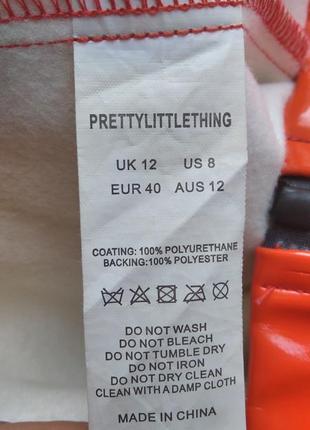 PRETTYLITTLETHING
UK 12 US 8
EUR 40 AUS 12
COATING: 100% POLYURETHANE
BACKING:100% POLYESTER
DO NOT WASH
DO NOT BLEACH
DO NOT TUMBLE DRY
DO NOT IRON
DO NOT DRY CLEAN
CLEAN WITH A DAMP CLOTH
MADE IN CHINA